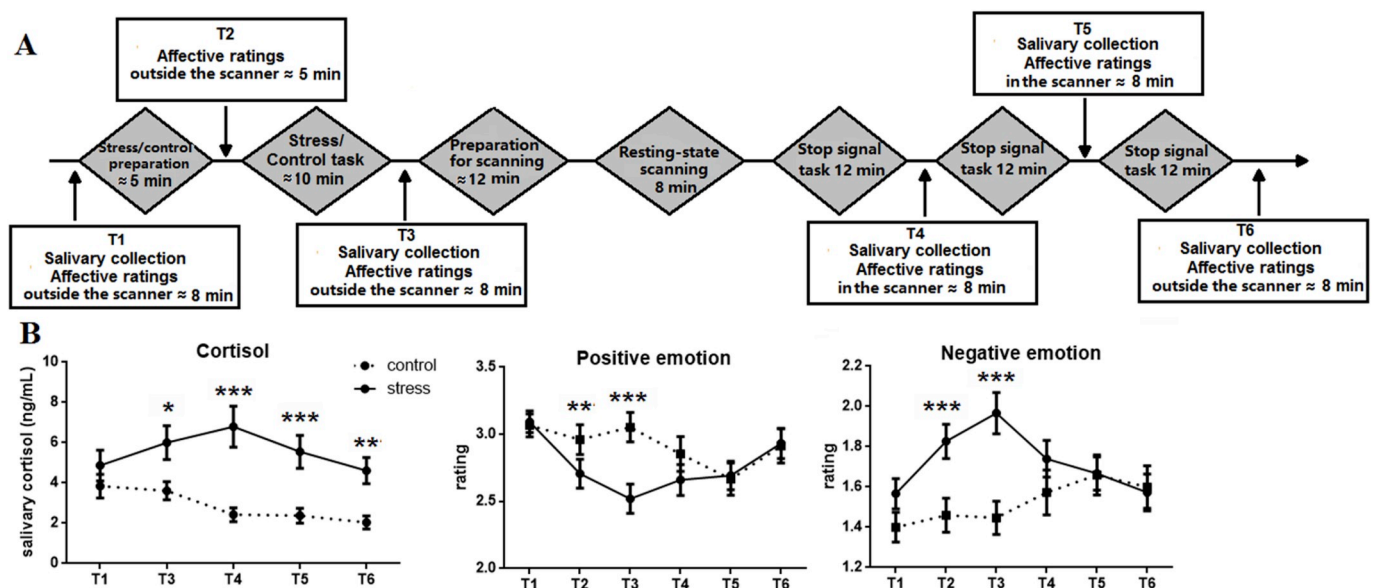 A
T2
Affective ratings
outside the scanner ≈ 5 min
T5
Salivary collection
Affective ratings
in the scanner ≈ 8 min
Stress/control
preparation
≈5 min
Stress/
Control task
≈10 min
Preparation
for scanning
≈12 min
Resting-state
scanning
8 min
Stop signal
task 12 min
Stop signal
task 12 min
Stop signal
task 12 min
T1
Salivary collection
Affective ratings
outside the scanner ≈ 8 min
T3
Salivary collection
Affective ratings
outside the scanner ≈ 8 min
T4
Salivary collection
Affective ratings
in the scanner ≈ 8 min
T6
Salivary collection
Affective ratings
outside the scanner ≈ 8 min
B
Cortisol
control
stress
salivary cortisol (ng/mL)
10
8
6
4
2
0
*
***
***
**
T1 T3 T4 T5 T6
Positive emotion
rating
3.5
3.0
2.5
2.0
**
***
T1 T2 T3 T4 T5 T6
Negative emotion
rating
2.2
2.0
1.8
1.6
1.4
1.2
***
***
T1 T2 T3 T4 T5 T6